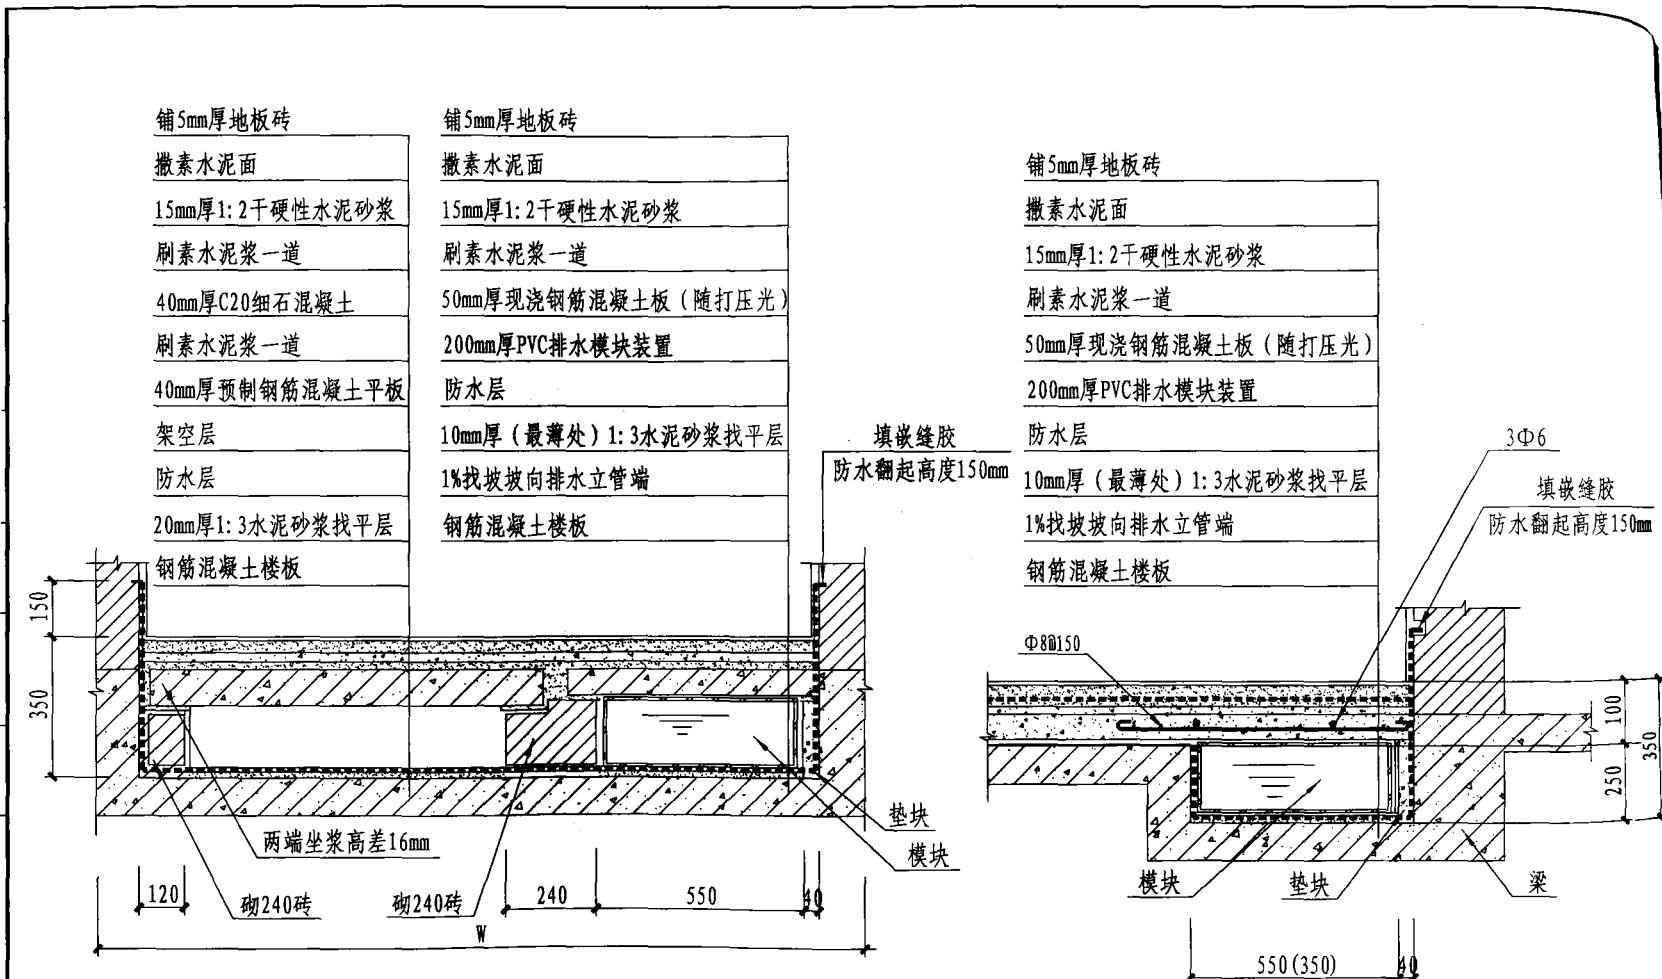 铺5mm厚地板砖
撒素水泥面
15mm厚1:2干硬性水泥砂浆
刷素水泥浆一道
40mm厚C20细石混凝土
刷素水泥浆一道
40mm厚预制钢筋混凝土平板
架空层
防水层
20mm厚1:3水泥砂浆找平层
钢筋混凝土楼板
铺5mm厚地板砖
撒素水泥面
15mm厚1:2干硬性水泥砂浆
刷素水泥浆一道
50mm厚现浇钢筋混凝土板(随打压光)
200mm厚PVC排水模块装置
防水层
10mm厚(最薄处)1:3水泥砂浆找平层
1%找坡坡向排水立管端
钢筋混凝土楼板
填嵌缝胶
防水翻起高度150mm
150
350
两端坐浆高差16mm
垫块
模块
120
砌240砖
砌240砖
240
550
40
W
铺5mm厚地板砖
撒素水泥面
15mm厚1:2干硬性水泥砂浆
刷素水泥浆一道
50mm厚现浇钢筋混凝土板(随打压光)
200mm厚PVC排水模块装置
防水层
10mm厚(最薄处)1:3水泥砂浆找平层
1%找坡坡向排水立管端
钢筋混凝土楼板
3Φ6
填嵌缝胶
防水翻起高度150mm
Φ8@150
100
250
350
模块
垫块
梁
550(350)
40